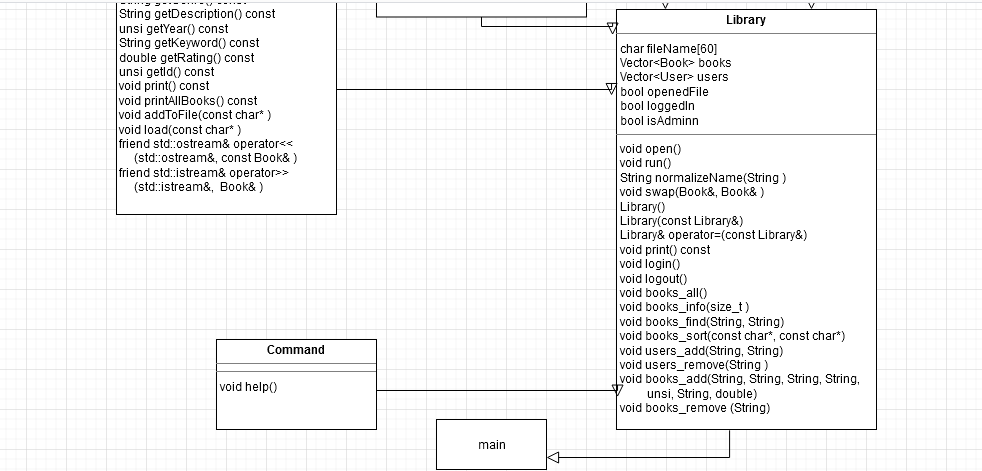 String getDescription() const
unsi getYear() const
String getKeyword() const
double getRating() const
unsi getId() const
void print() const
void printAllBooks() const
void addToFile(const char* )
void load(const char* )
friend std::ostream& operator<<
(std::ostream&, const Book& )
friend std::istream& operator>>
(std::istream&, Book& )
Library
char fileName[60]
Vector<Book> books
Vector<User> users
bool openedFile
bool loggedIn
bool isAdminn
void open()
void run()
String normalizeName(String )
void swap(Book&, Book& )
Library()
Library(const Library&)
Library& operator=(const Library&)
void print() const
void login()
void logout()
void books_all()
void books_info(size_t )
void books_find(String, String)
void books_sort(const char*, const char*)
void users_add(String, String)
void users_remove(String )
void books_add(String, String, String, String,
unsi, String, double)
void books_remove (String)
Command
void help()
main